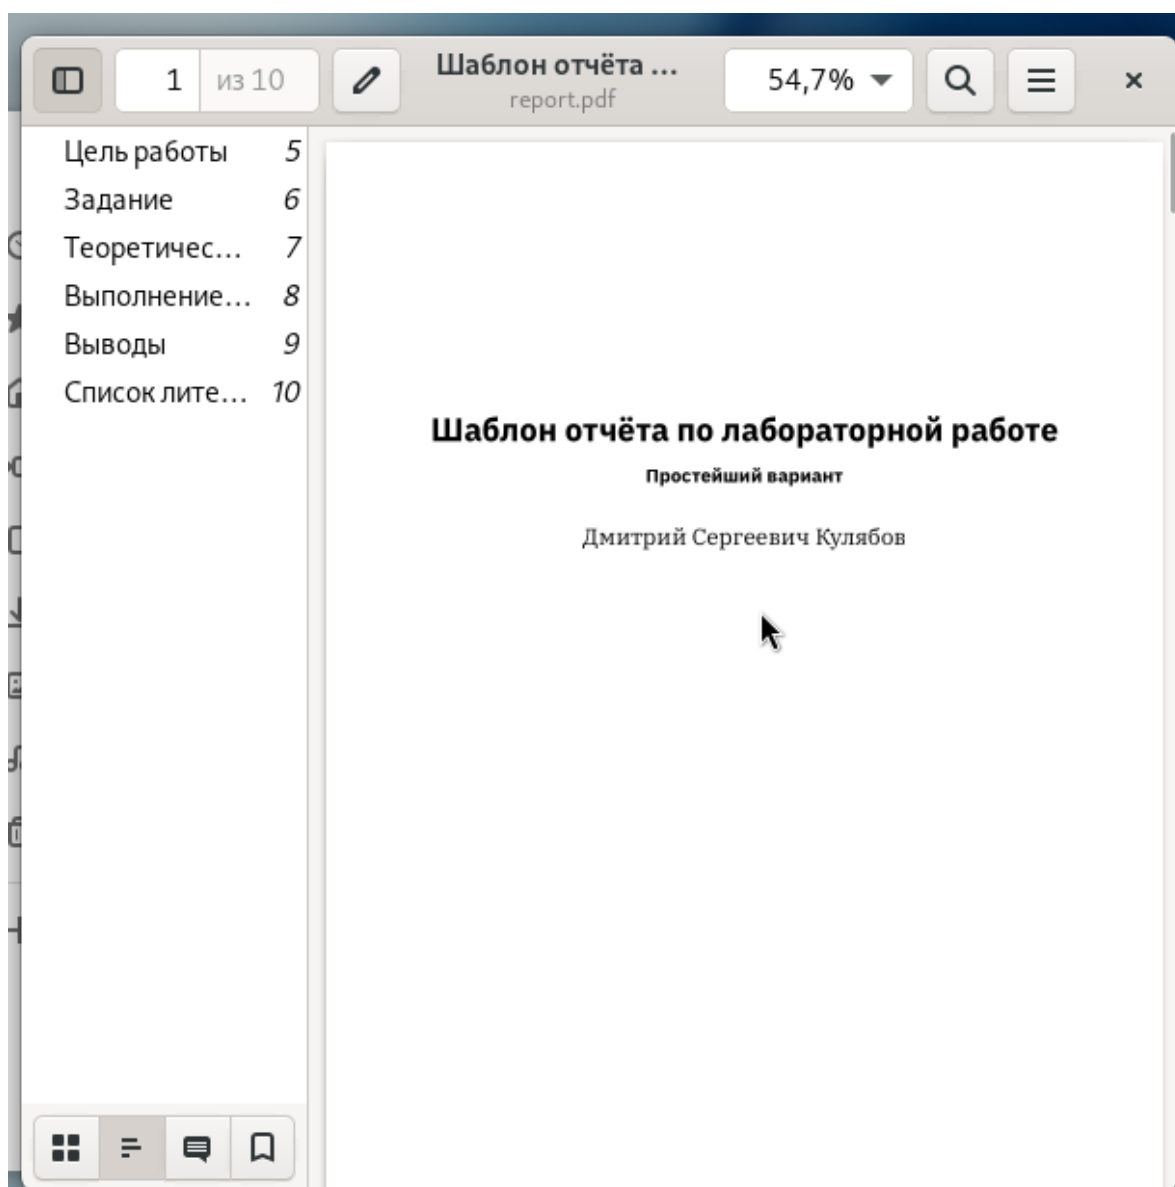 1 из 10 Шаблон отчёта ... 54,7%
report.pdf
Цель работы 5
Задание 6
Теоретичес... 7
Выполнение... 8
Выводы 9
Список лите... 10
Шаблон отчёта по лабораторной работе
Простейший вариант
Дмитрий Сергеевич Кулябов